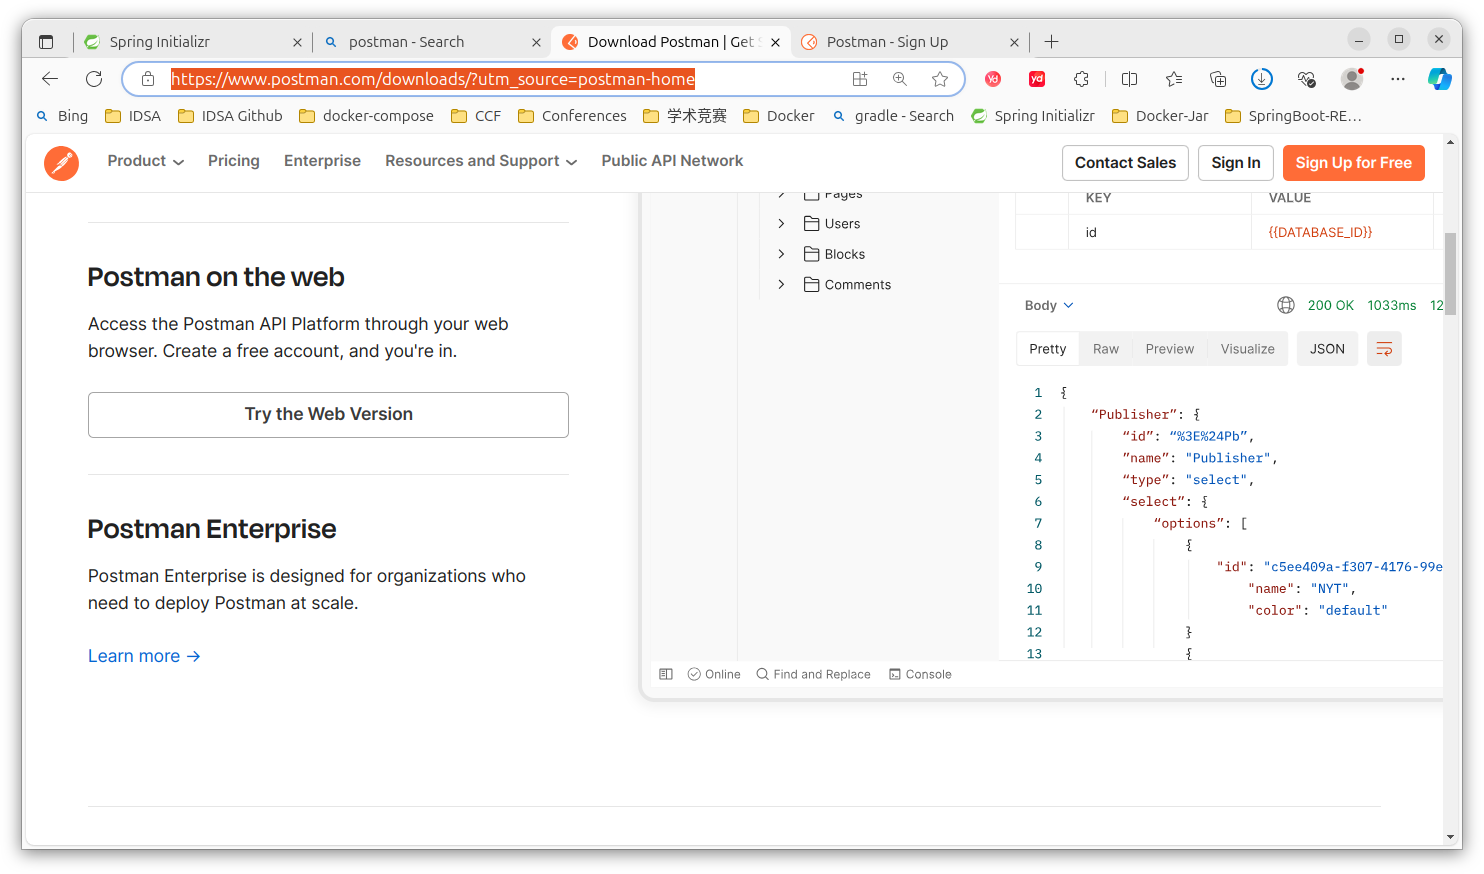 Spring Initializr
postman - Search
Download Postman | Get S
Postman - Sign Up
https://www.postman.com/downloads/?utm_source=postman-home
yd
yd
Bing
IDSA
IDSA Github
docker-compose
CCF
Conferences
学术竞赛
Docker
gradle - Search
Spring Initializr
Docker-Jar
SpringBoot-RE...
Product
Pricing
Enterprise
Resources and Support
Public API Network
Contact Sales
Sign In
Sign Up for Free
Postman on the web
Access the Postman API Platform through your web
browser. Create a free account, and you're in.
Try the Web Version
Postman Enterprise
Postman Enterprise is designed for organizations who
need to deploy Postman at scale.
Learn more →
Pages
Users
Blocks
Comments
KEY VALUE
id {{DATABASE_ID}}
Body
200 OK 1033ms 12
Pretty Raw Preview Visualize JSON
1 {
2 “Publisher”: {
3 “id”: “%3E%24Pb”,
4 ”name”: "Publisher",
5 “type”: "select",
6 “select”: {
7 “options”: [
8 {
9 "id": "c5ee409a-f307-4176-99e
10 "name": "NYT",
11 "color": "default"
12 }
13 {
Online
Find and Replace
Console